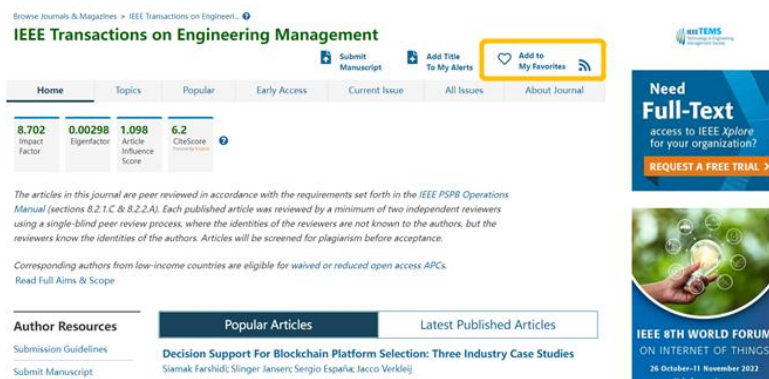 Browse Journals & Magazines > IEEE Transactions on Engineeri...
IEEE Transactions on Engineering Management
Submit
Manuscript
Add Title
To My Alerts
Add to
My Favorites
Home
Topics
Popular
Early Access
Current Issue
All Issues
About Journal
8.702
Impact
Factor
0.00298
Eigenfactor
1.098
Article
Influence
Score
6.2
CiteScore
The articles in this journal are peer reviewed in accordance with the requirements set forth in the IEEE PSPB Operations
Manual (sections 8.2.1.C & 8.2.2.A). Each published article was reviewed by a minimum of two independent reviewers
using a single-blind peer review process, where the identities of the reviewers are not known to the authors, but the
reviewers know the identities of the authors. Articles will be screened for plagiarism before acceptance.
Corresponding authors from low-income countries are eligible for waived or reduced open access APCs.
Read Full Aims & Scope
Author Resources
Submission Guidelines
Submit Manuscript
Popular Articles
Latest Published Articles
Decision Support For Blockchain Platform Selection: Three Industry Case Studies
Siamak Farshidi; Slinger Jansen; Sergio España; Jacco Verkleij
IEEE TEMS
Technology & Engineering
Management Society
Need
Full-Text
access to IEEE Xplore
for your organization?
REQUEST A FREE TRIAL >
IEEE 8TH WORLD FORUM
ON INTERNET OF THINGS
26 October–11 November 2022